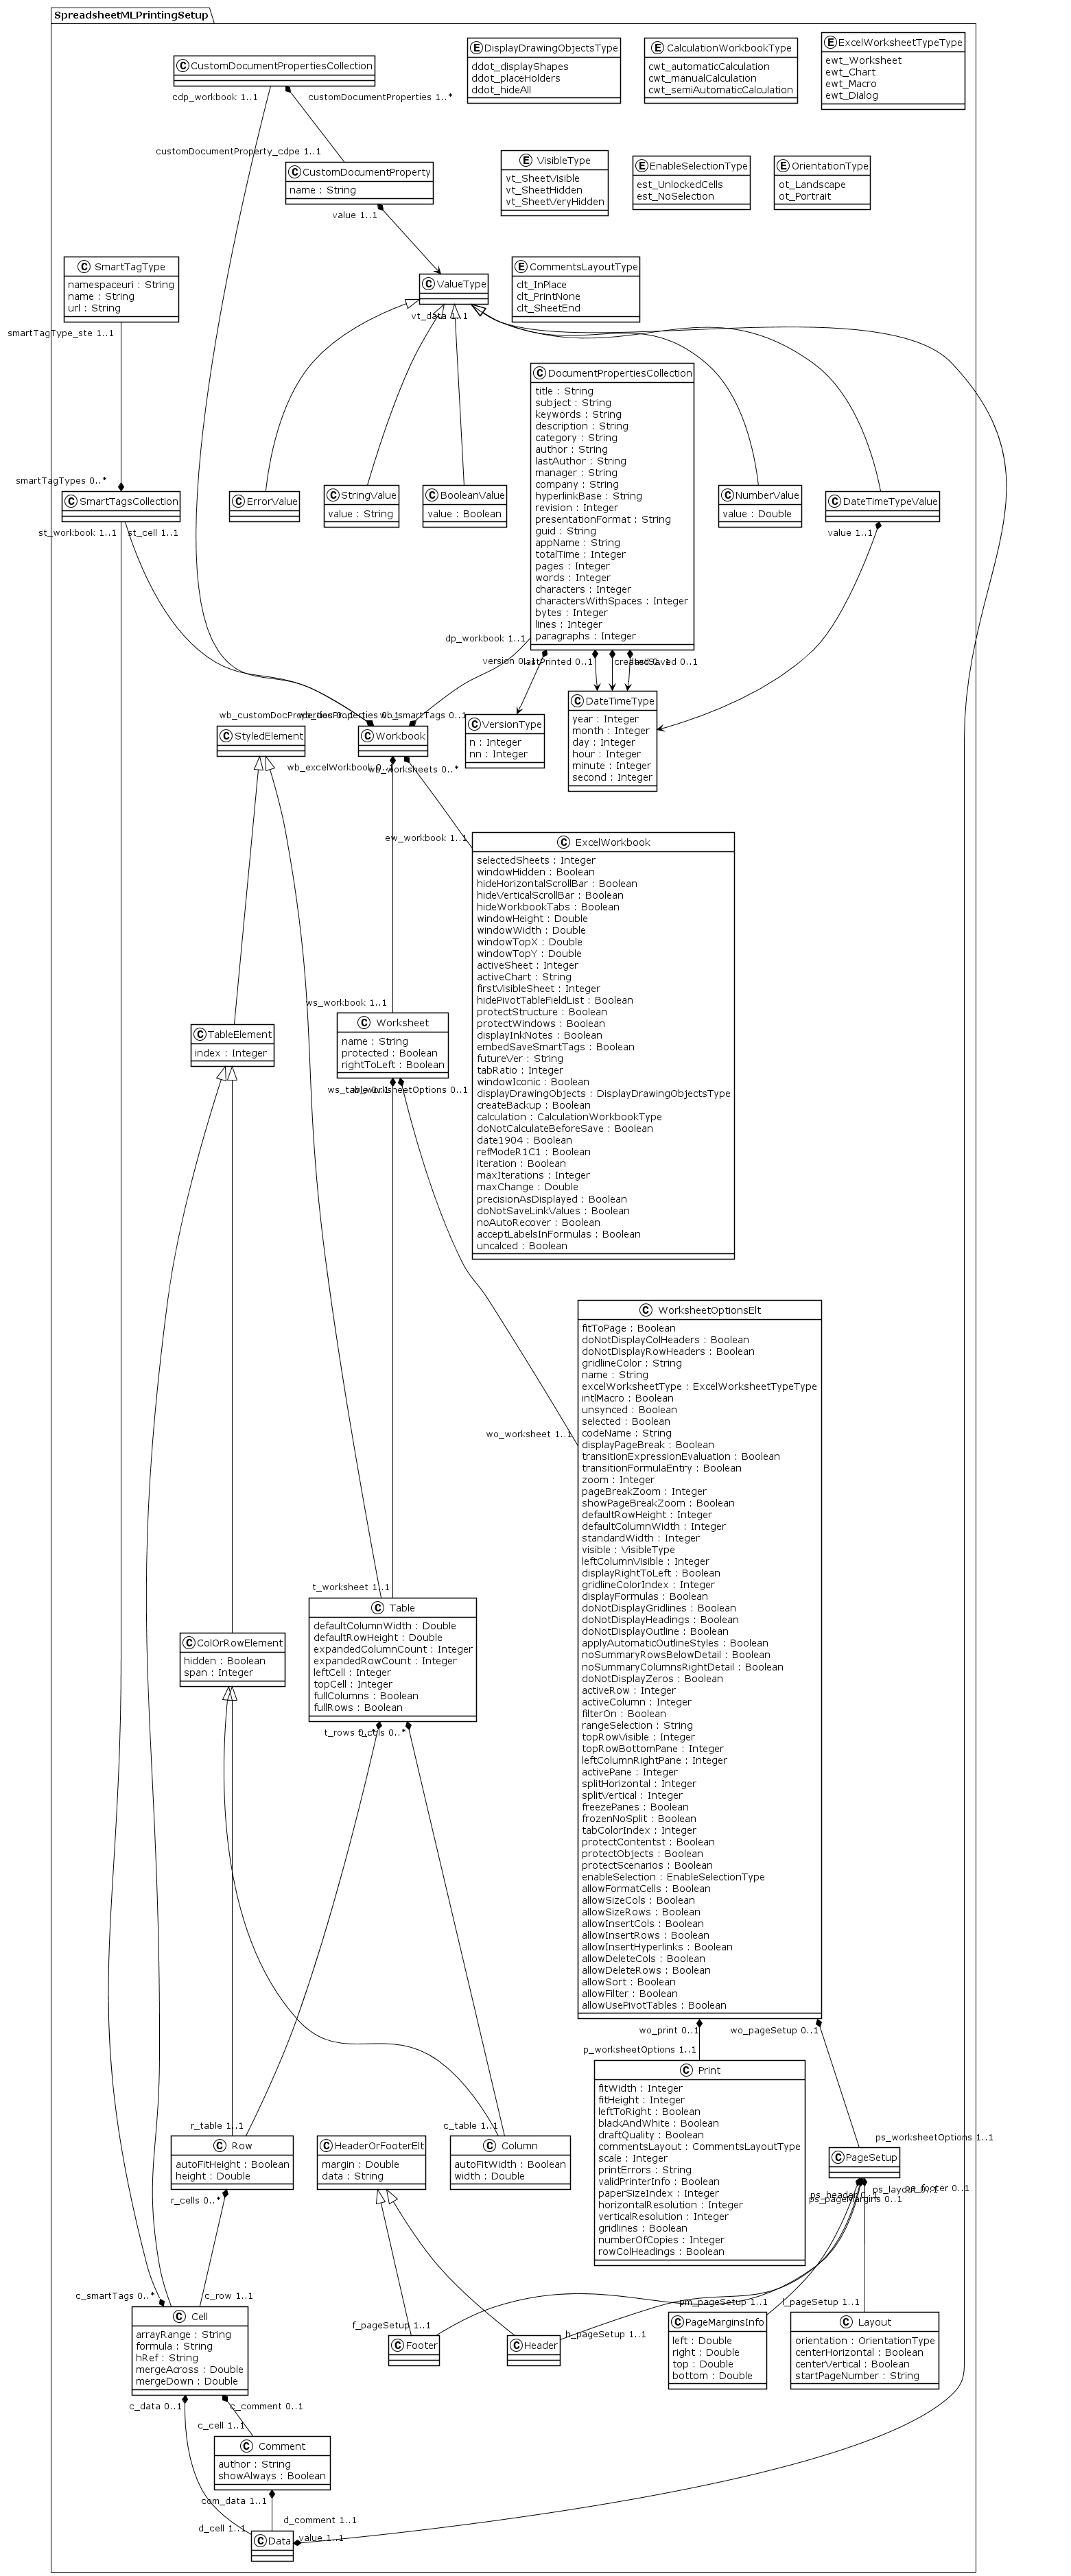 SpreadsheetMLPrintingSetup
C CustomDocumentPropertiesCollection
E DisplayDrawingObjectsType
ddot_displayShapes
ddot_placeHolders
ddot_hideAll
E CalculationWorkbookType
cwt_automaticCalculation
cwt_manualCalculation
cwt_semiAutomaticCalculation
E ExcelWorksheetTypeType
ewt_Worksheet
ewt_Chart
ewt_Macro
ewt_Dialog
cdp_workbook 1..1
customDocumentProperties 1..*
customDocumentProperty_cdpe 1..1
C CustomDocumentProperty
name : String
value 1..1
E VisibleType
vt_SheetVisible
vt_SheetHidden
vt_SheetVeryHidden
E EnableSelectionType
est_UnlockedCells
est_NoSelection
E OrientationType
ot_Landscape
ot_Portrait
C SmartTagType
namespaceuri : String
name : String
url : String
smartTagType_ste 1..1
C ValueType
vt_data 1..1
E CommentsLayoutType
clt_InPlace
clt_PrintNone
clt_SheetEnd
C DocumentPropertiesCollection
title : String
subject : String
keywords : String
description : String
category : String
author : String
lastAuthor : String
manager : String
company : String
hyperlinkBase : String
revision : Integer
presentationFormat : String
guid : String
appName : String
totalTime : Integer
pages : Integer
words : Integer
characters : Integer
charactersWithSpaces : Integer
bytes : Integer
lines : Integer
paragraphs : Integer
smartTagTypes 0..*
C SmartTagsCollection
st_workbook 1..1
st_cell 1..1
C ErrorValue
C StringValue
value : String
C BooleanValue
value : Boolean
C NumberValue
value : Double
C DateTimeTypeValue
value 1..1
dp_workbook 1..1
version 0..1
lastPrinted 0..1
created 0..1
lastSaved 0..1
wb_customDocProperties 0..1
wb_smartTags 0..1
C StyledElement
C Workbook
wb_excelWorkbook 0..1
wb_worksheets 0..*
C VersionType
n : Integer
nn : Integer
C DateTimeType
year : Integer
month : Integer
day : Integer
hour : Integer
minute : Integer
second : Integer
ew_workbook 1..1
C ExcelWorkbook
selectedSheets : Integer
windowHidden : Boolean
hideHorizontalScrollBar : Boolean
hideVerticalScrollBar : Boolean
hideWorkbookTabs : Boolean
windowHeight : Double
windowWidth : Double
windowTopX : Double
windowTopY : Double
activeSheet : Integer
activeChart : String
firstVisibleSheet : Integer
hidePivotTableFieldList : Boolean
protectStructure : Boolean
protectWindows : Boolean
displayInkNotes : Boolean
embedSaveSmartTags : Boolean
futureVer : String
tabRatio : Integer
windowIconic : Boolean
displayDrawingObjects : DisplayDrawingObjectsType
createBackup : Boolean
calculation : CalculationWorkbookType
doNotCalculateBeforeSave : Boolean
date1904 : Boolean
refModeR1C1 : Boolean
iteration : Boolean
maxIterations : Integer
maxChange : Double
precisionAsDisplayed : Boolean
doNotSaveLinkValues : Boolean
noAutoRecover : Boolean
acceptLabelsInFormulas : Boolean
uncalced : Boolean
ws_workbook 1..1
C TableElement
index : Integer
C Worksheet
name : String
protected : Boolean
rightToLeft : Boolean
ws_table 0..1
w_worksheetOptions 0..1
C WorksheetOptionsElt
fitToPage : Boolean
doNotDisplayColHeaders : Boolean
doNotDisplayRowHeaders : Boolean
gridlineColor : String
name : String
excelWorksheetType : ExcelWorksheetTypeType
intlMacro : Boolean
unsynced : Boolean
selected : Boolean
codeName : String
displayPageBreak : Boolean
transitionExpressionEvaluation : Boolean
transitionFormulaEntry : Boolean
zoom : Integer
pageBreakZoom : Integer
showPageBreakZoom : Boolean
defaultRowHeight : Integer
defaultColumnWidth : Integer
standardWidth : Integer
visible : VisibleType
leftColumnVisible : Integer
displayRightToLeft : Boolean
gridlineColorIndex : Integer
displayFormulas : Boolean
doNotDisplayGridlines : Boolean
doNotDisplayHeadings : Boolean
doNotDisplayOutline : Boolean
applyAutomaticOutlineStyles : Boolean
noSummaryRowsBelowDetail : Boolean
noSummaryColumnsRightDetail : Boolean
doNotDisplayZeros : Boolean
activeRow : Integer
activeColumn : Integer
filterOn : Boolean
rangeSelection : String
topRowVisible : Integer
topRowBottomPane : Integer
leftColumnRightPane : Integer
activePane : Integer
splitHorizontal : Integer
splitVertical : Integer
freezePanes : Boolean
frozenNoSplit : Boolean
tabColorIndex : Integer
protectContentst : Boolean
protectObjects : Boolean
protectScenarios : Boolean
enableSelection : EnableSelectionType
allowFormatCells : Boolean
allowSizeCols : Boolean
allowSizeRows : Boolean
allowInsertCols : Boolean
allowInsertRows : Boolean
allowInsertHyperlinks : Boolean
allowDeleteCols : Boolean
allowDeleteRows : Boolean
allowSort : Boolean
allowFilter : Boolean
allowUsePivotTables : Boolean
wo_worksheet 1..1
t_worksheet 1..1
C Table
defaultColumnWidth : Double
defaultRowHeight : Double
expandedColumnCount : Integer
expandedRowCount : Integer
leftCell : Integer
topCell : Integer
fullColumns : Boolean
fullRows : Boolean
C ColOrRowElement
hidden : Boolean
span : Integer
t_rows 0..*
t_cols 0..*
wo_print 0..1
wo_pageSetup 0..1
p_worksheetOptions 1..1
C Print
fitWidth : Integer
fitHeight : Integer
leftToRight : Boolean
blackAndWhite : Boolean
draftQuality : Boolean
commentsLayout : CommentsLayoutType
scale : Integer
printErrors : String
validPrinterInfo : Boolean
paperSizeIndex : Integer
horizontalResolution : Integer
verticalResolution : Integer
gridlines : Boolean
numberOfCopies : Integer
rowColHeadings : Boolean
r_table 1..1
c_table 1..1
ps_worksheetOptions 1..1
C Row
autoFitHeight : Boolean
height : Double
C HeaderOrFooterElt
margin : Double
data : String
C Column
autoFitWidth : Boolean
width : Double
C PageSetup
r_cells 0..*
ps_header 0..1
ps_pageMargins 0..1
ps_layout 0..1
ps_footer 0..1
c_smartTags 0..*
c_row 1..1
f_pageSetup 1..1
h_pageSetup 1..1
pm_pageSetup 1..1
l_pageSetup 1..1
C Cell
arrayRange : String
formula : String
hRef : String
mergeAcross : Double
mergeDown : Double
C Footer
C Header
C PageMarginsInfo
left : Double
right : Double
top : Double
bottom : Double
C Layout
orientation : OrientationType
centerHorizontal : Boolean
centerVertical : Boolean
startPageNumber : String
c_data 0..1
c_comment 0..1
c_cell 1..1
C Comment
author : String
showAlways : Boolean
com_data 1..1
d_cell 1..1
d_comment 1..1
C Data
value 1..1